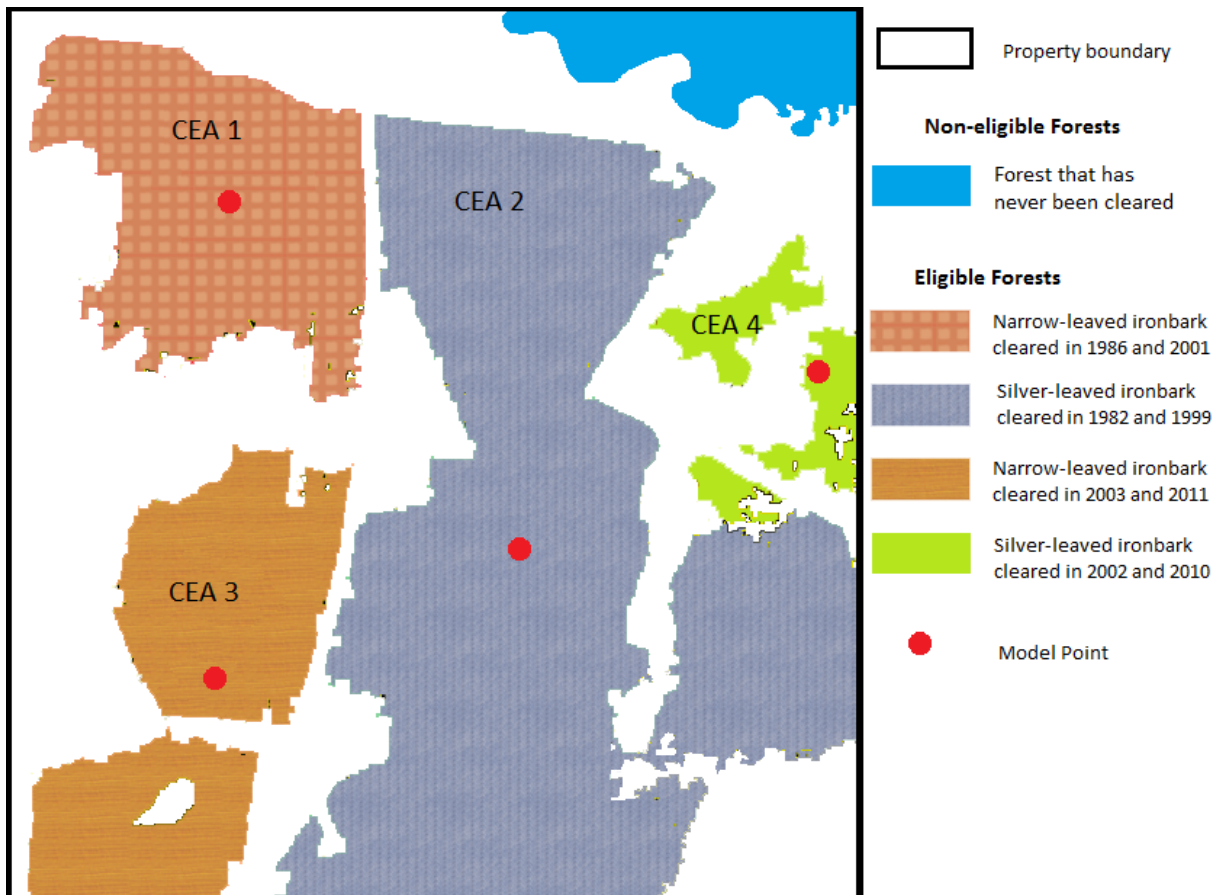 CEA 1
CEA 2
CEA 4
CEA 3
Property boundary
Non-eligible Forests
Forest that has
never been cleared
Eligible Forests
Narrow-leaved ironbark
cleared in 1986 and 2001
Silver-leaved ironbark
cleared in 1982 and 1999
Narrow-leaved ironbark
cleared in 2003 and 2011
Silver-leaved ironbark
cleared in 2002 and 2010
Model Point